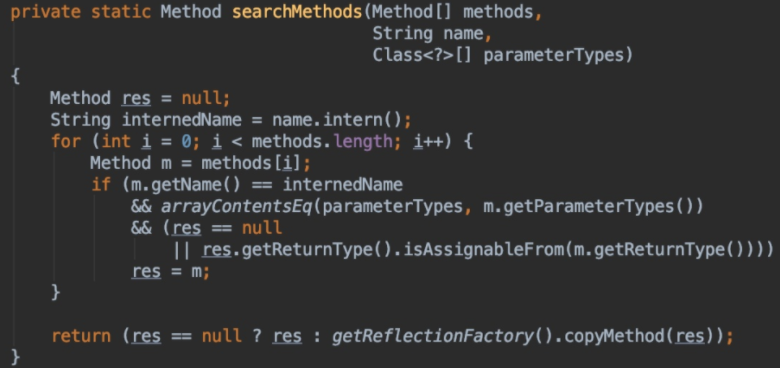 private static Method searchMethods(Method[] methods,
                                    String name,
                                    Class<?>[] parameterTypes)
{
    Method res = null;
    String internedName = name.intern();
    for (int i = 0; i < methods.length; i++) {
        Method m = methods[i];
        if (m.getName() == internedName
            && arrayContentsEq(parameterTypes, m.getParameterTypes())
            && (res == null
                || res.getReturnType().isAssignableFrom(m.getReturnType())))
            res = m;
    }

    return (res == null ? res : getReflectionFactory().copyMethod(res));
}